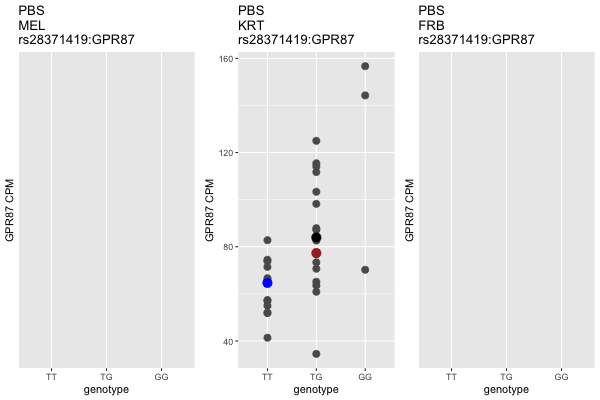 PBS
MEL
rs28371419:GPR87
GPR87 CPM
TT TG GG
genotype
PBS
KRT
rs28371419:GPR87
160
120
80
40
GPR87 CPM
TT TG GG
genotype
PBS
FRB
rs28371419:GPR87
GPR87 CPM
TT TG GG
genotype